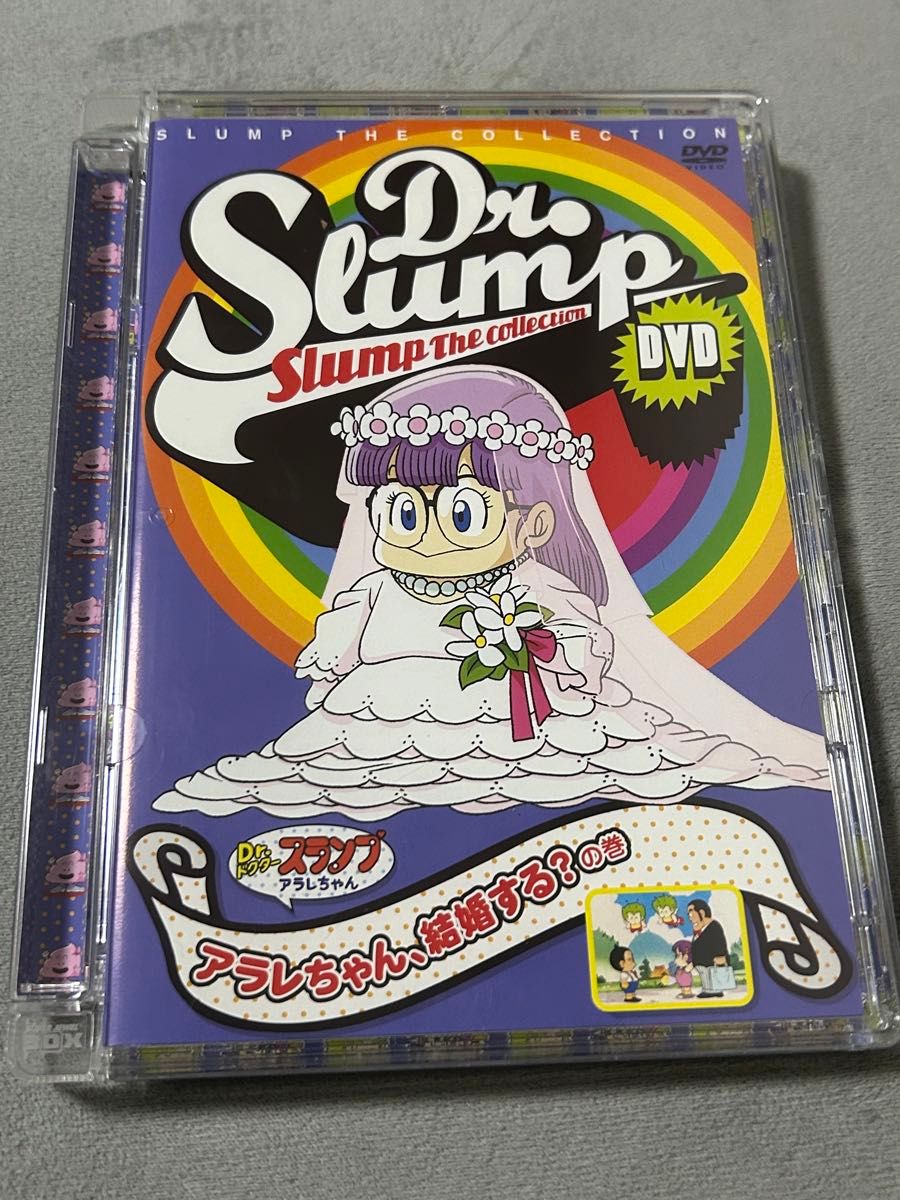 SLUMP THE COLLECTION
DVD
VIDEO
Dr.
Slump
Slump The Collection
DVD
Dr.
ドクター
スランプ
アラレちゃん
アラレちゃん、結婚する?の巻